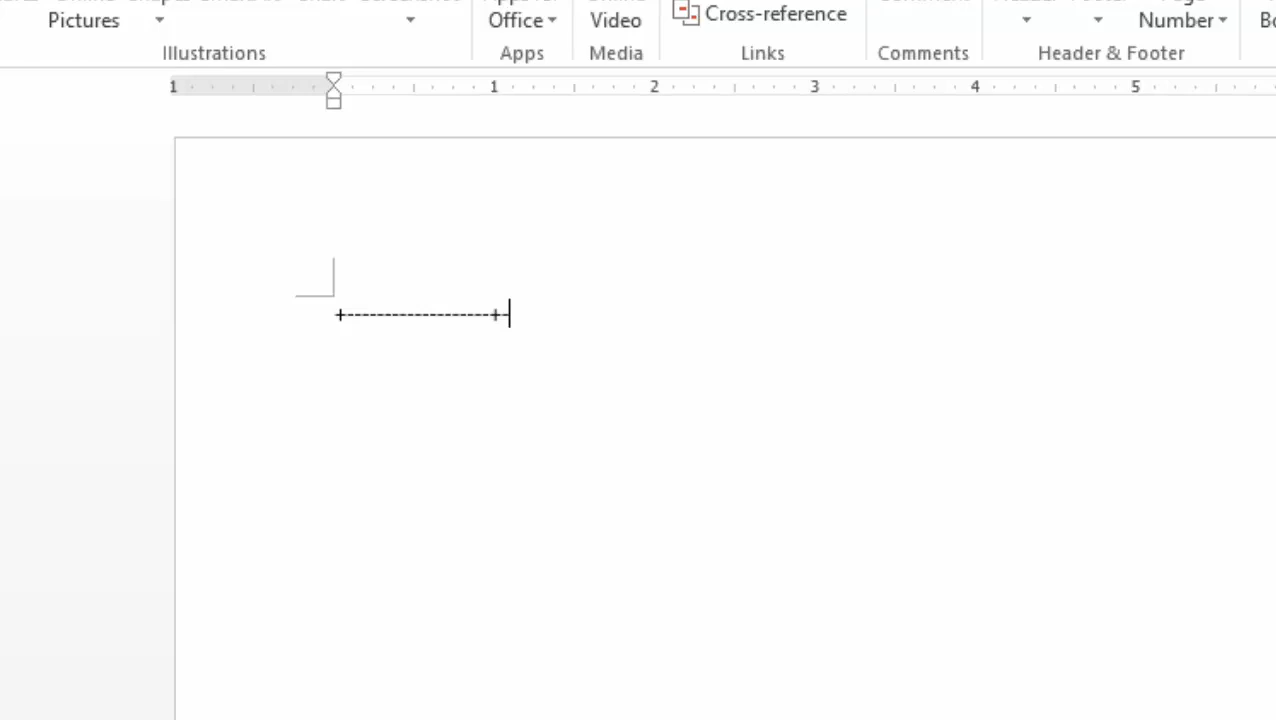 Pictures
Office
Video
Cross-reference
Number
Illustrations
Apps
Media
Links
Comments
Header & Footer
1 1 2 3 4 5
+--------------------+-